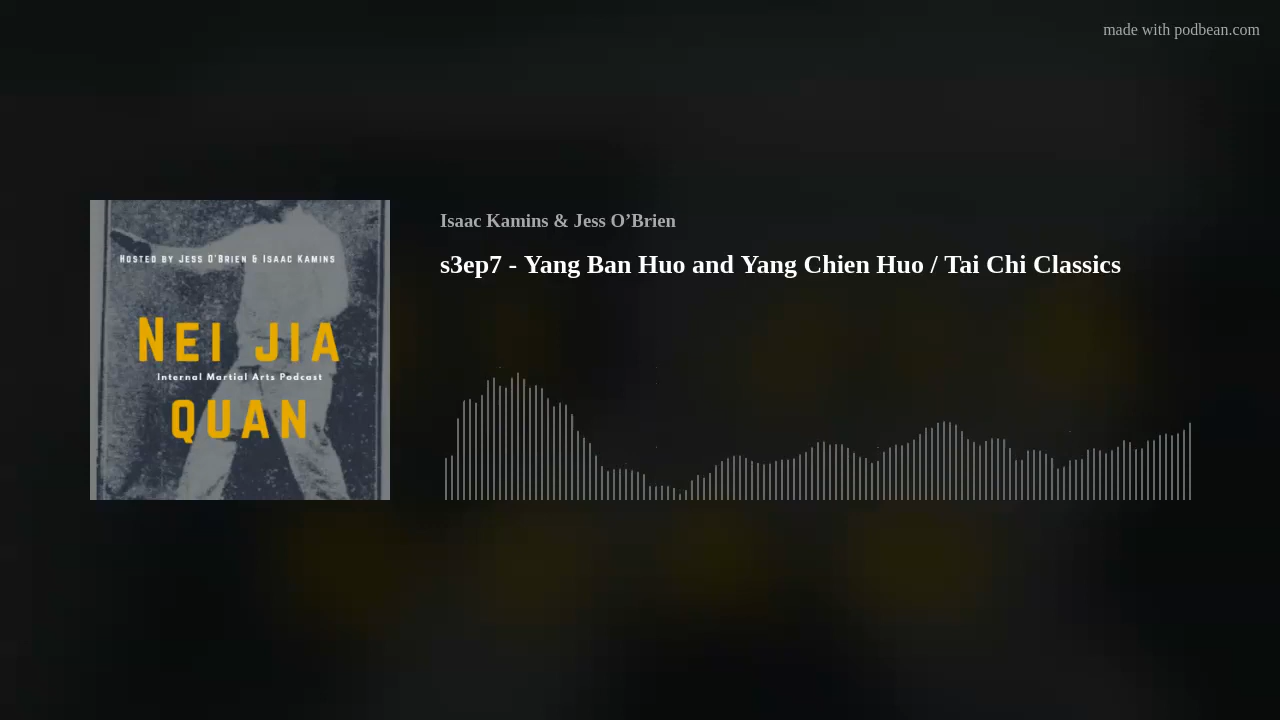 made with podbean.com
Isaac Kamins & Jess O’Brien
s3ep7 - Yang Ban Huo and Yang Chien Huo / Tai Chi Classics
Hosted by Jess O'Brien & Isaac Kamins
Nei Jia
Internal Martial Arts Podcast
Quan